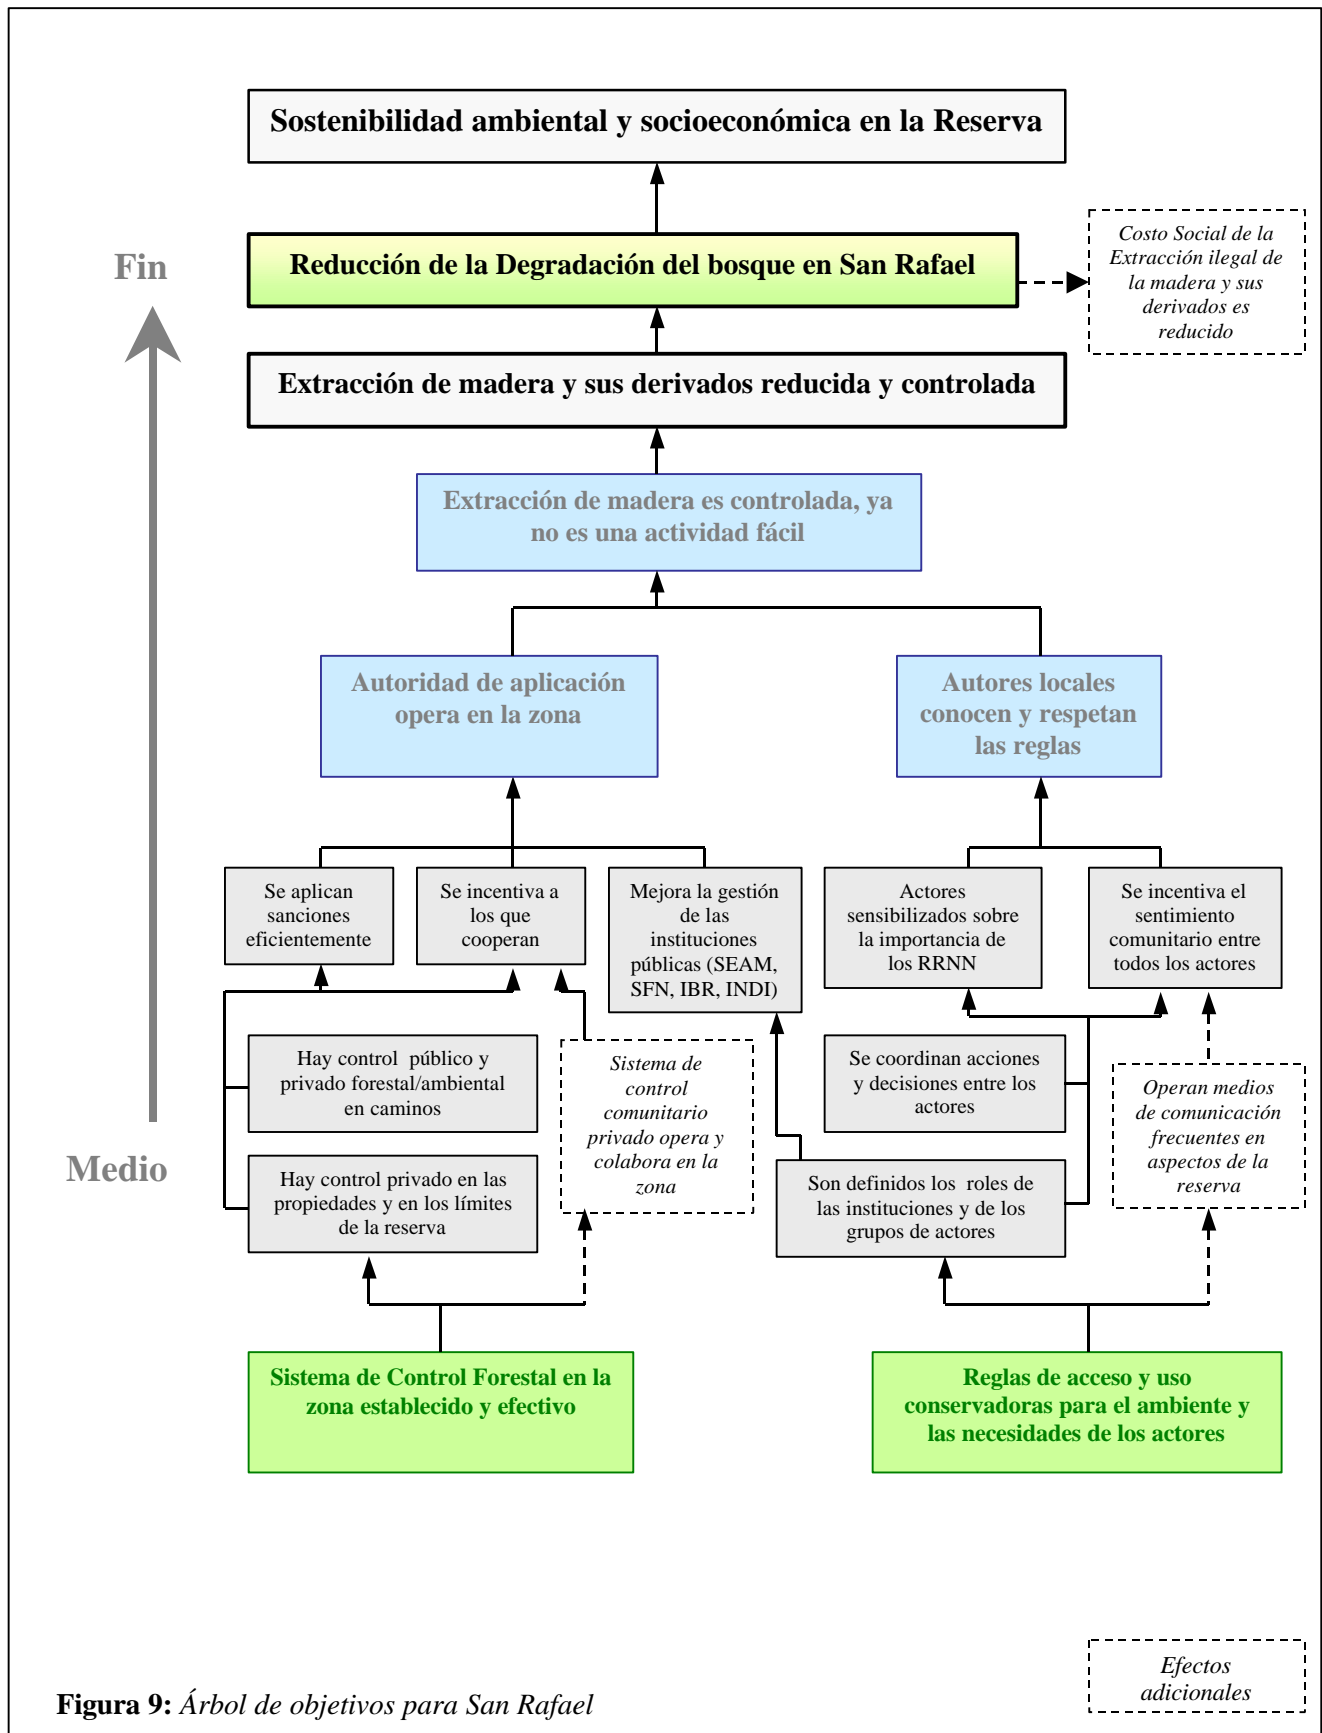 Sostenibilidad ambiental y socioeconómica en la Reserva
Fin
Reducción de la Degradación del bosque en San Rafael
Costo Social de la
Extracción ilegal de
la madera y sus
derivados es
reducido
Extracción de madera y sus derivados reducida y controlada
Extracción de madera es controlada, ya
no es una actividad fácil
Autoridad de aplicación
opera en la zona
Autores locales
conocen y respetan
las reglas
Se aplican
sanciones
eficientemente
Se incentiva a
los que
cooperan
Mejora la gestión
de las
instituciones
públicas (SEAM,
SFN, IBR, INDI)
Actores
sensibilizados sobre
la importancia de
los RRNN
Se incentiva el
sentimiento
comunitario entre
todos los actores
Hay control público y
privado forestal/ambiental
en caminos
Sistema de
control
comunitario
privado opera y
colabora en la
zona
Se coordinan acciones
y decisiones entre los
actores
Operan medios
de comunicación
frecuentes en
aspectos de la
reserva
Medio
Hay control privado en las
propiedades y en los límites
de la reserva
Son definidos los roles de
las instituciones y de los
grupos de actores
Sistema de Control Forestal en la
zona establecido y efectivo
Reglas de acceso y uso
conservadoras para el ambiente y
las necesidades de los actores
Efectos
adicionales
Figura 9: Árbol de objetivos para San Rafael